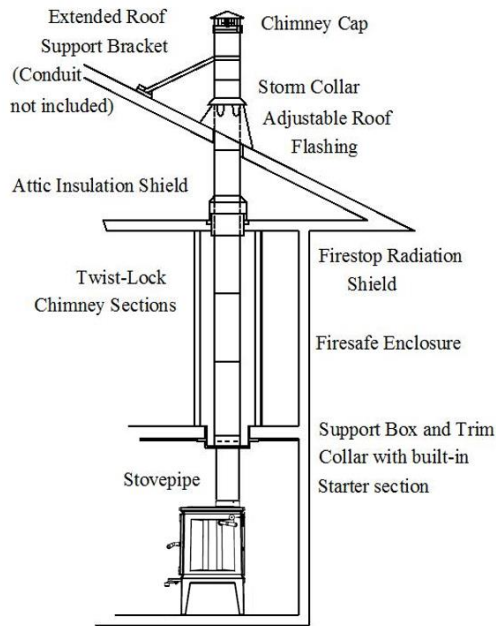 Extended Roof
Support Bracket
(Conduit
not included)
Chimney Cap
Storm Collar
Adjustable Roof
Flashing
Attic Insulation Shield
Twist-Lock
Chimney Sections
Firestop Radiation
Shield
Firesafe Enclosure
Support Box and Trim
Collar with built-in
Starter section
Stovepipe